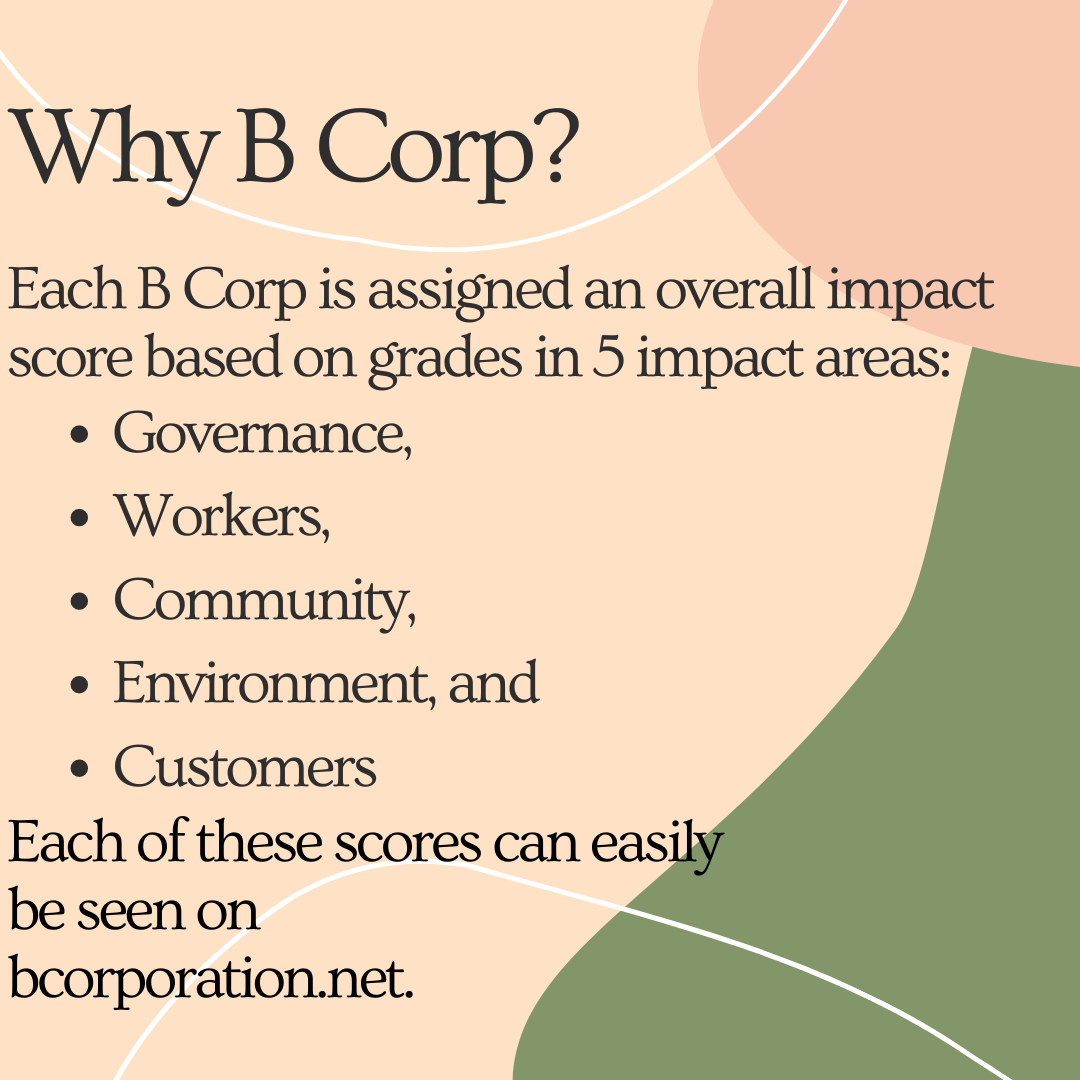 Why B Corp?
Each B Corp is assigned an overall impact
score based on grades in 5 impact areas:
• Governance,
• Workers,
• Community,
• Environment, and
• Customers
Each of these scores can easily
be seen on
bcorporation.net.